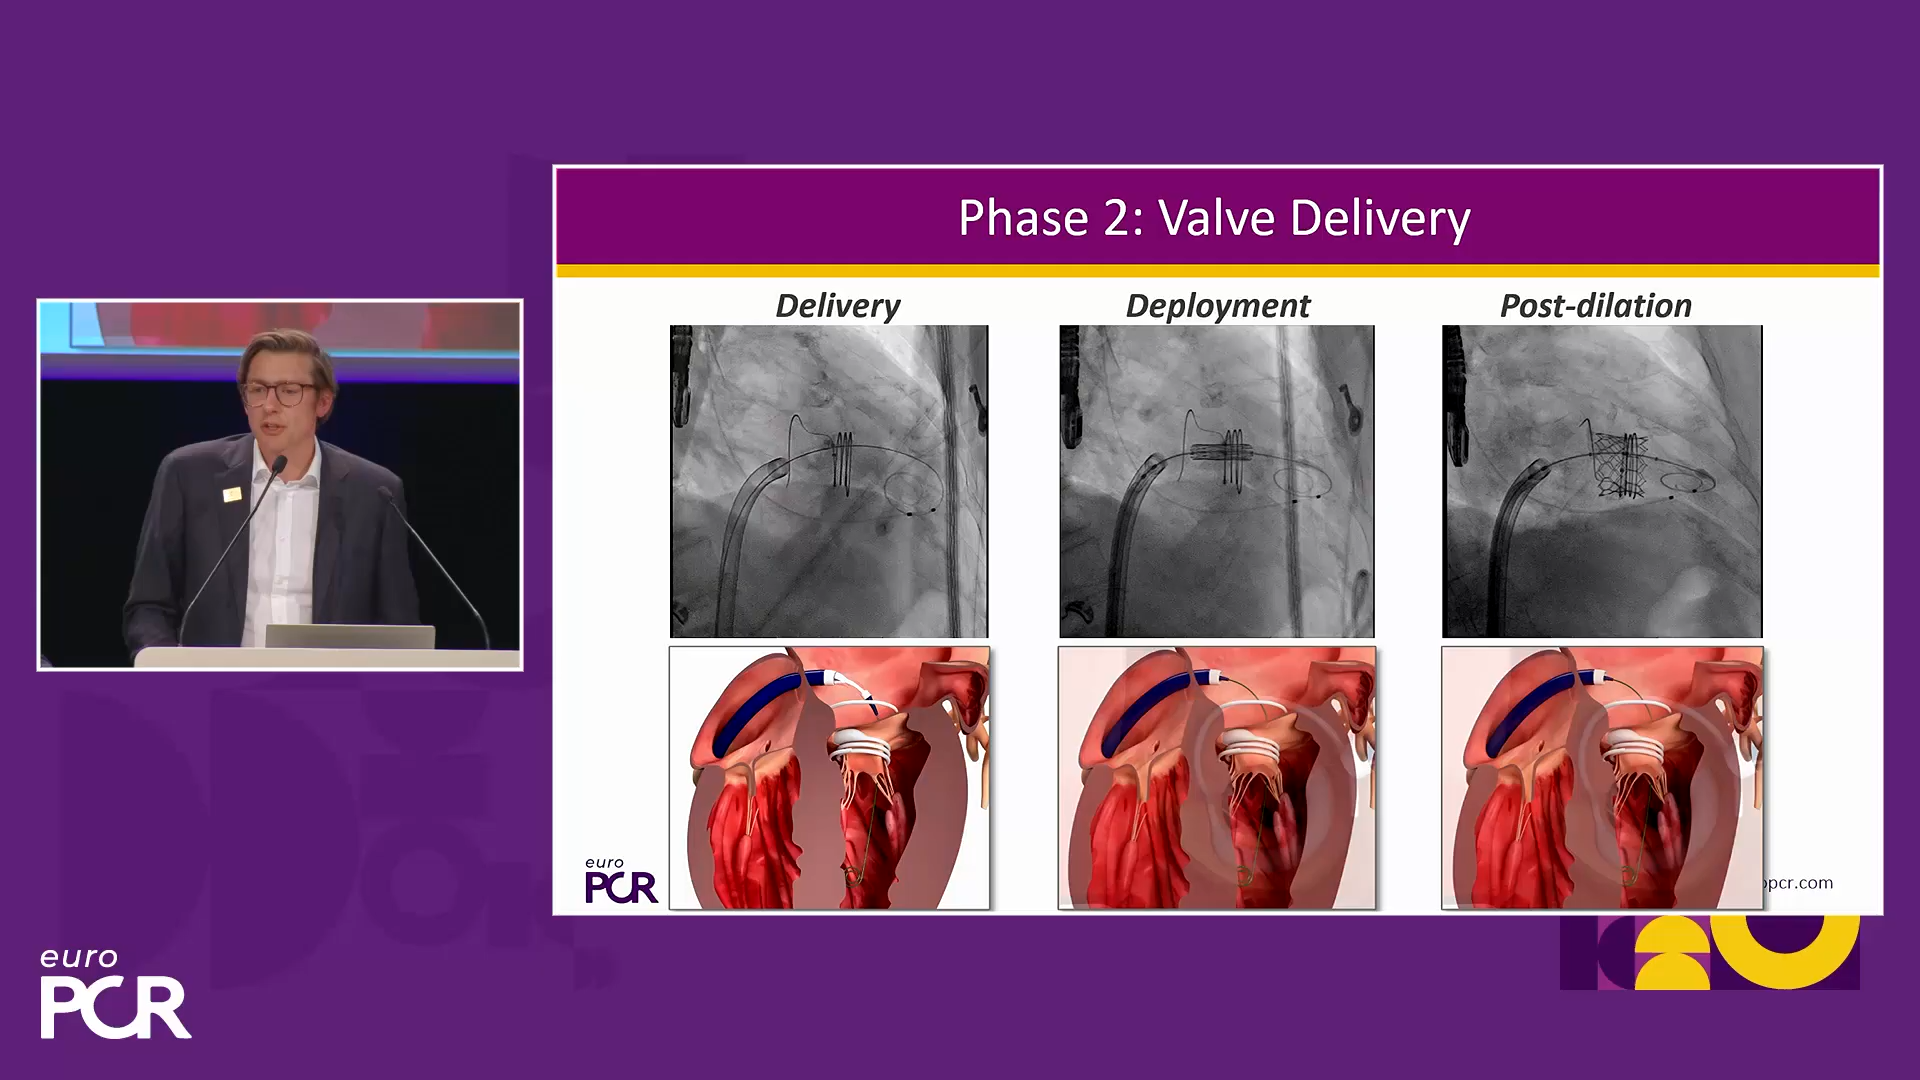 Phase 2: Valve Delivery
Delivery
Deployment
Post-dilation
euro
PCR
pcr.com
euro
PCR